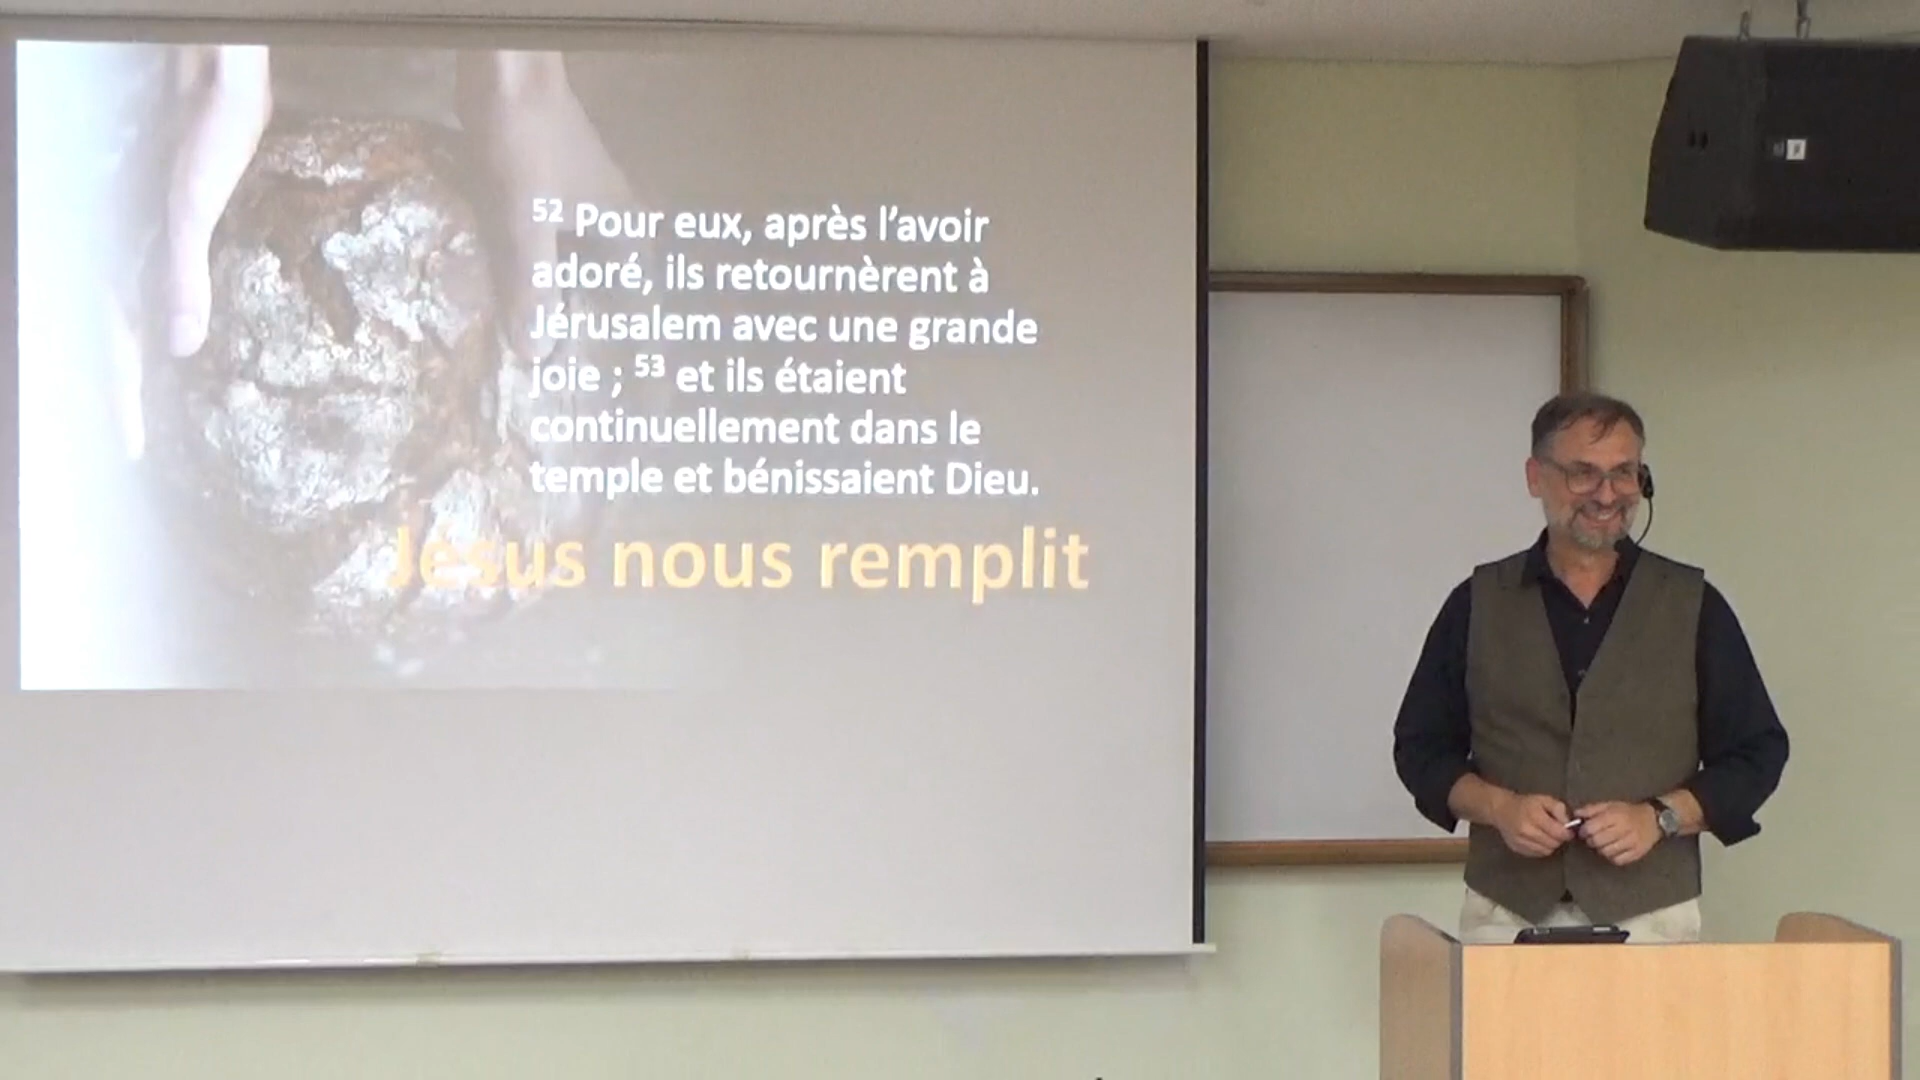 52 Pour eux, après l’avoir
adoré, ils retournèrent à
Jérusalem avec une grande
joie ; 53 et ils étaient
continuellement dans le
temple et bénissaient Dieu.
Jésus nous remplit